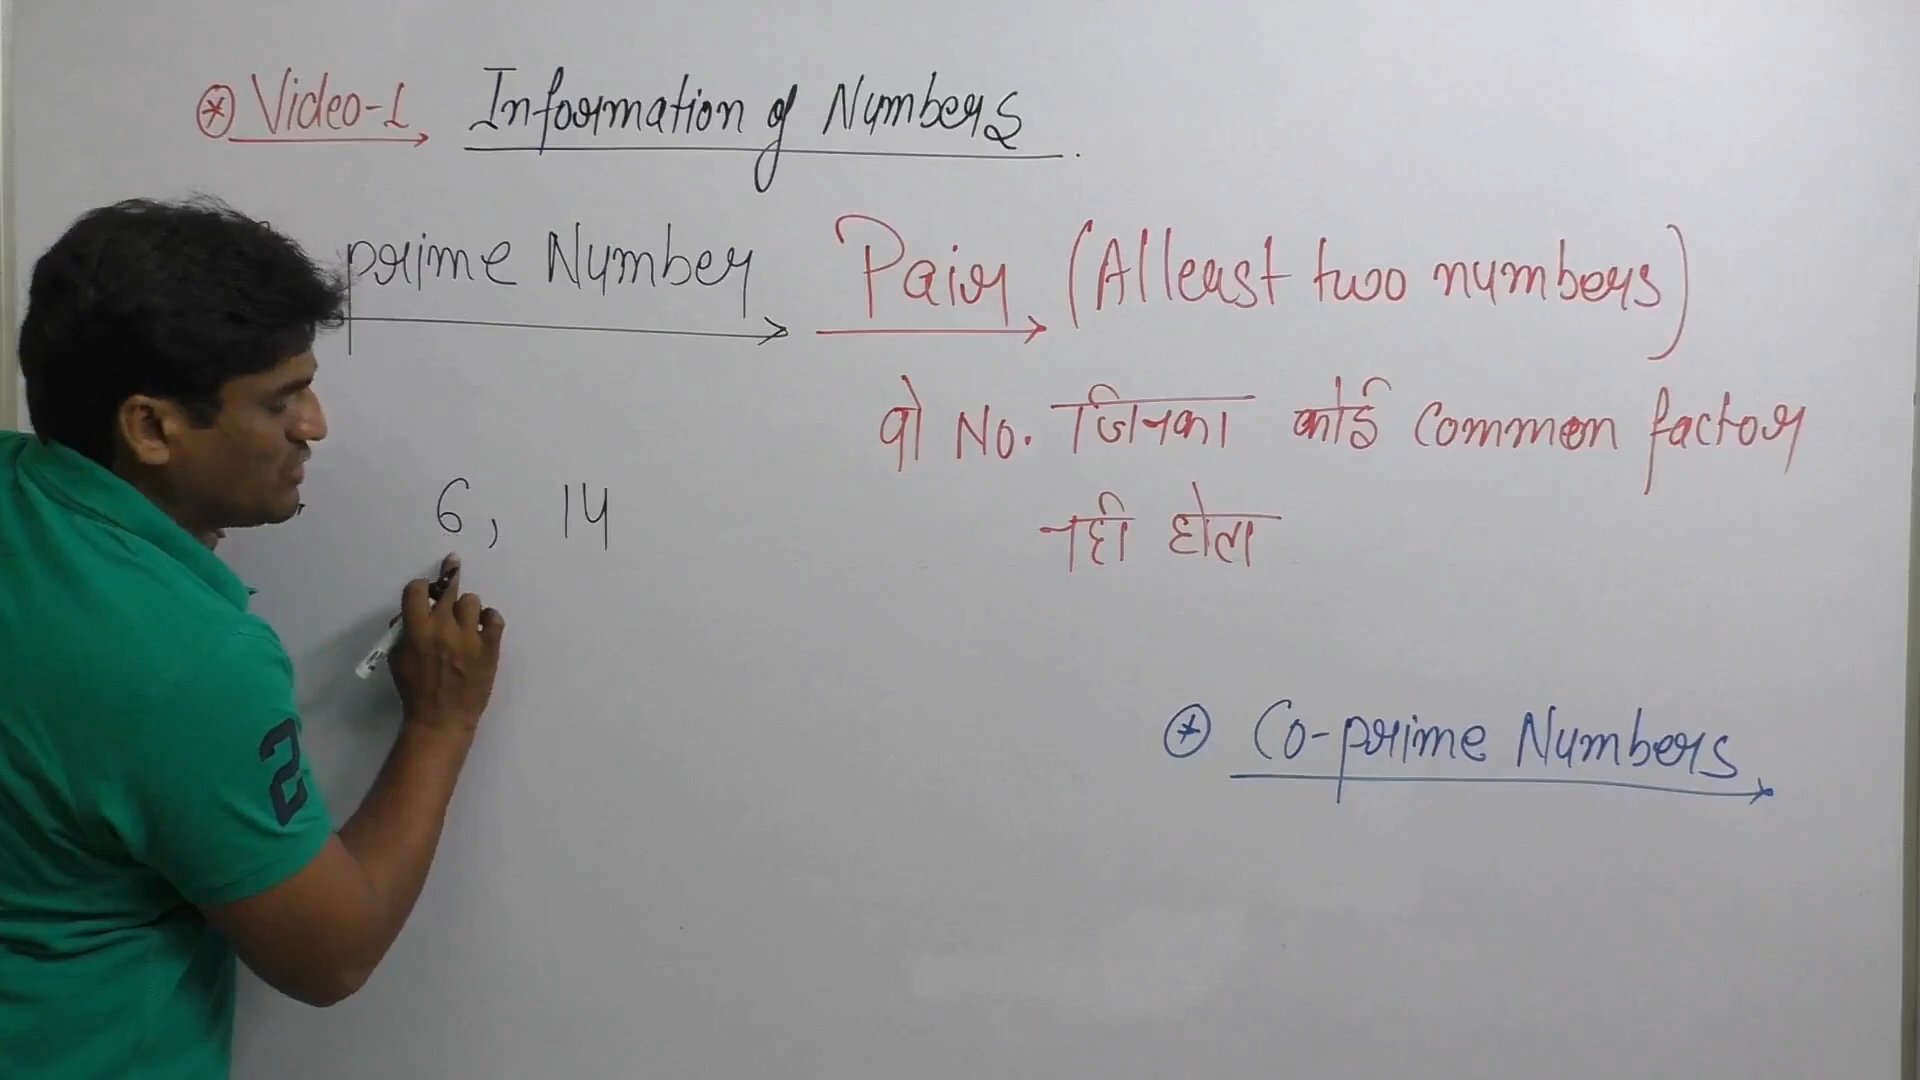 * Video-1 Information of Numbers
prime Number → Pair (Atleast two numbers)
वो No. जिनका कोई Common factor
नही होता
6, 14
* Co-prime Numbers
2